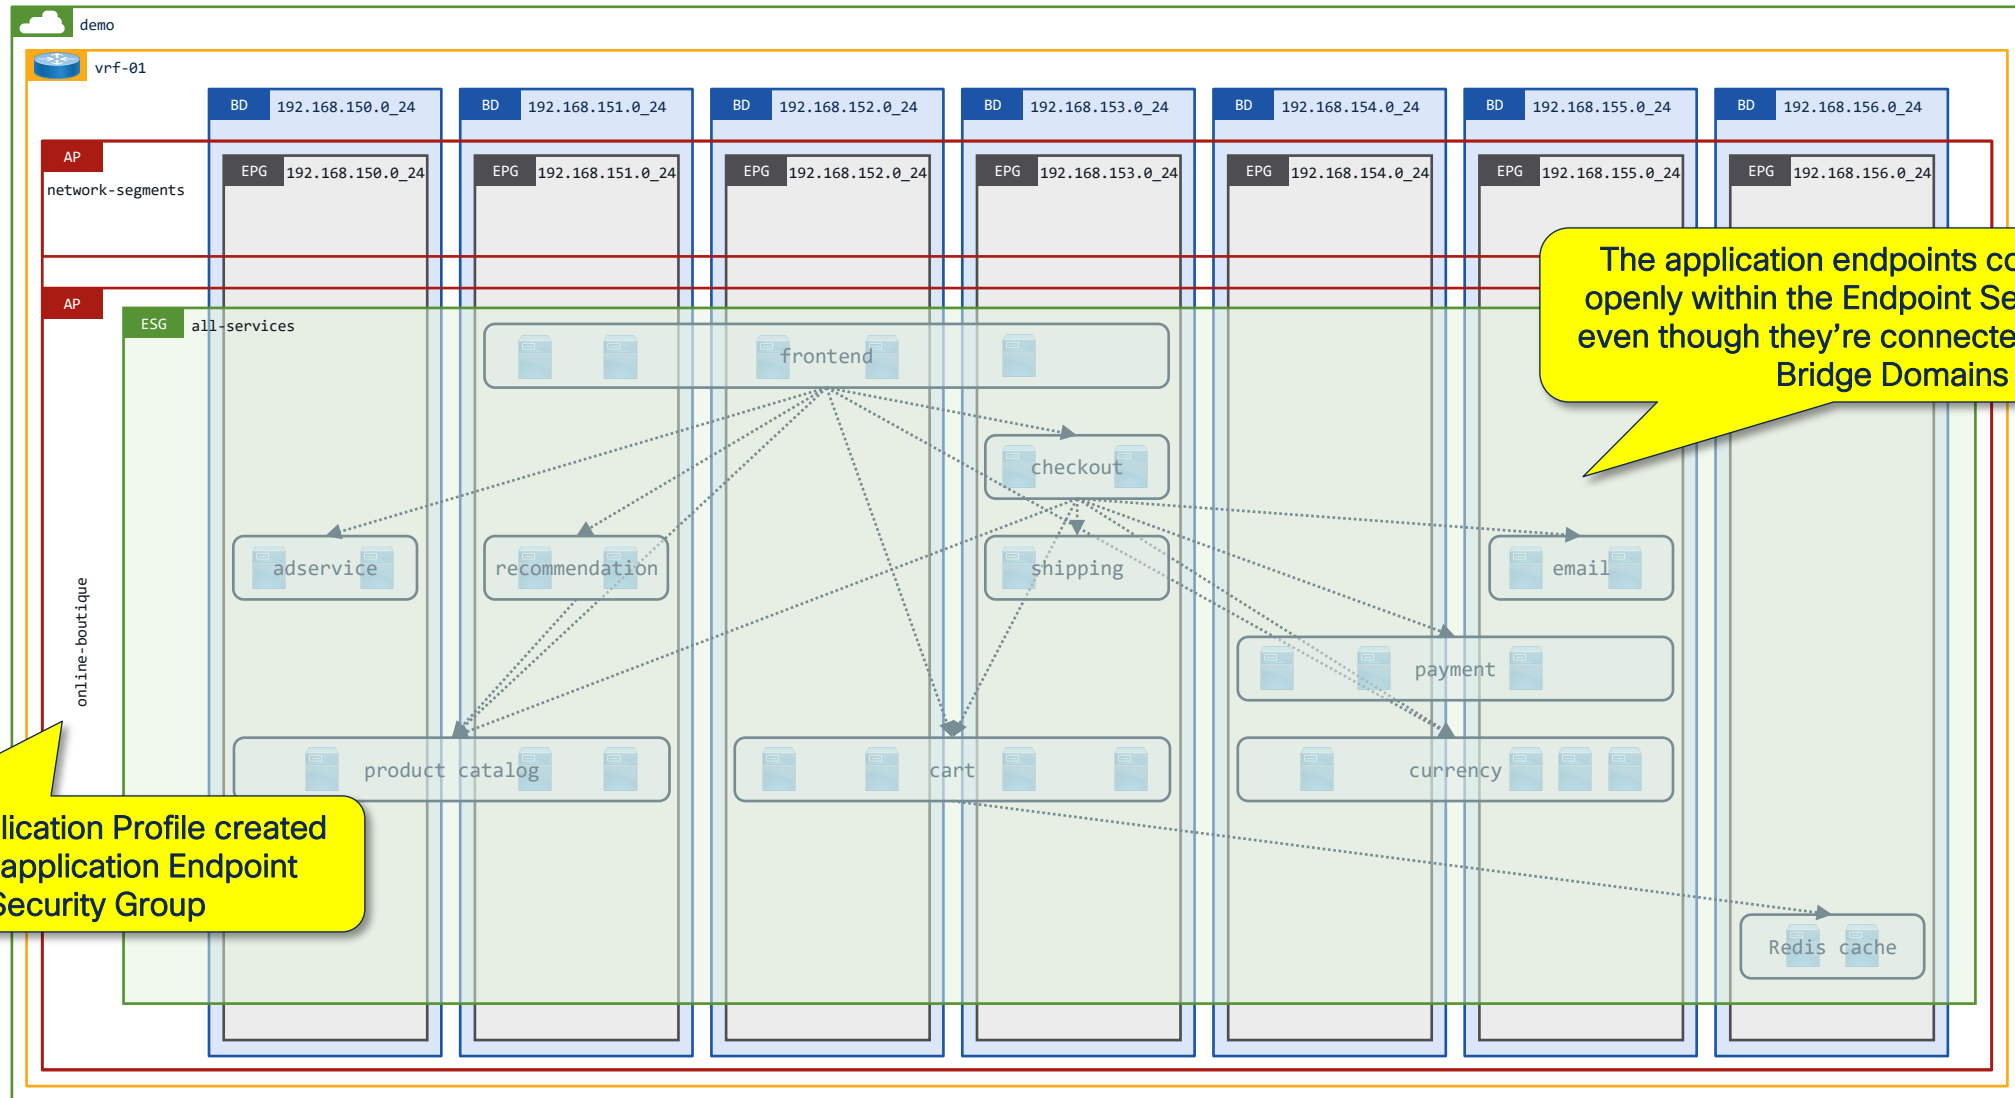 demo
vrf-01
BD 192.168.150.0_24
BD 192.168.151.0_24
BD 192.168.152.0_24
BD 192.168.153.0_24
BD 192.168.154.0_24
BD 192.168.155.0_24
BD 192.168.156.0_24
AP
network-segments
EPG 192.168.150.0_24
EPG 192.168.151.0_24
EPG 192.168.152.0_24
EPG 192.168.153.0_24
EPG 192.168.154.0_24
EPG 192.168.155.0_24
EPG 192.168.156.0_24
The application endpoints co
openly within the Endpoint Se
even though they’re connecte
Bridge Domains
AP
online-boutique
ESG all-services
frontend
checkout
adservice
recommendation
shipping
email
payment
product catalog
cart
currency
Redis cache
lication Profile created
application Endpoint
Security Group